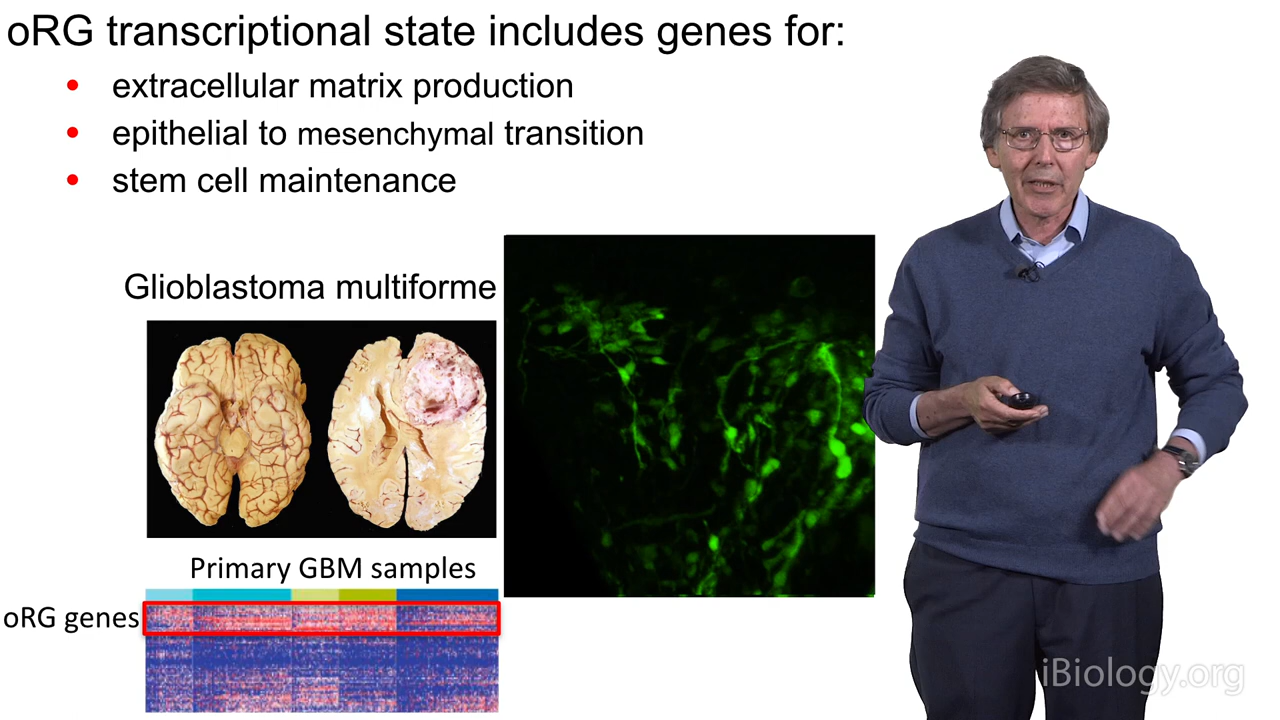 oRG transcriptional state includes genes for:
• extracellular matrix production
• epithelial to mesenchymal transition
• stem cell maintenance
Glioblastoma multiforme
Primary GBM samples
oRG genes
iBiology.org